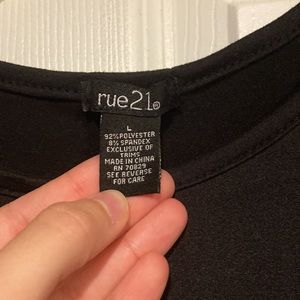 rue21®
L
92% POLYESTER
8% SPANDEX
EXCLUSIVE OF
TRIMS
MADE IN CHINA
RN 70829
SEE REVERSE
FOR CARE